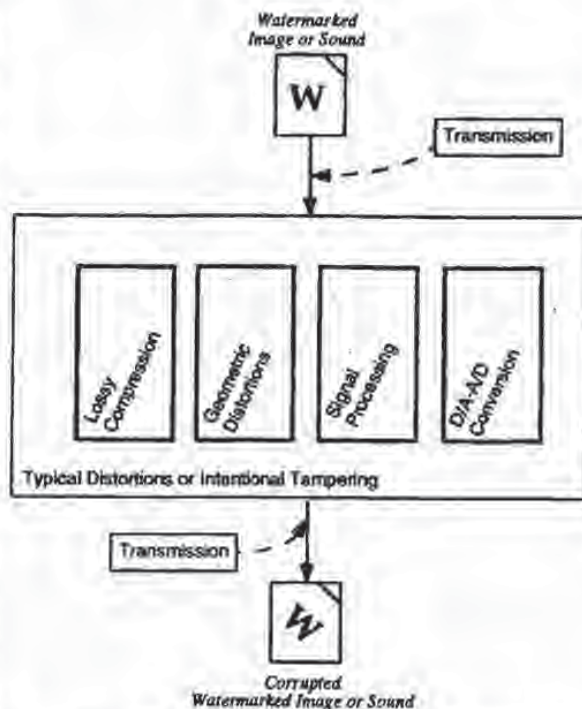 Watermarked
Image or Sound
W
Transmission
Lossy
Compression
Geometric
Distortions
Signal
Processing
D/A-A/D
Conversion
Typical Distortions or Intentional Tampering
Transmission
W
Corrupted
Watermarked Image or Sound